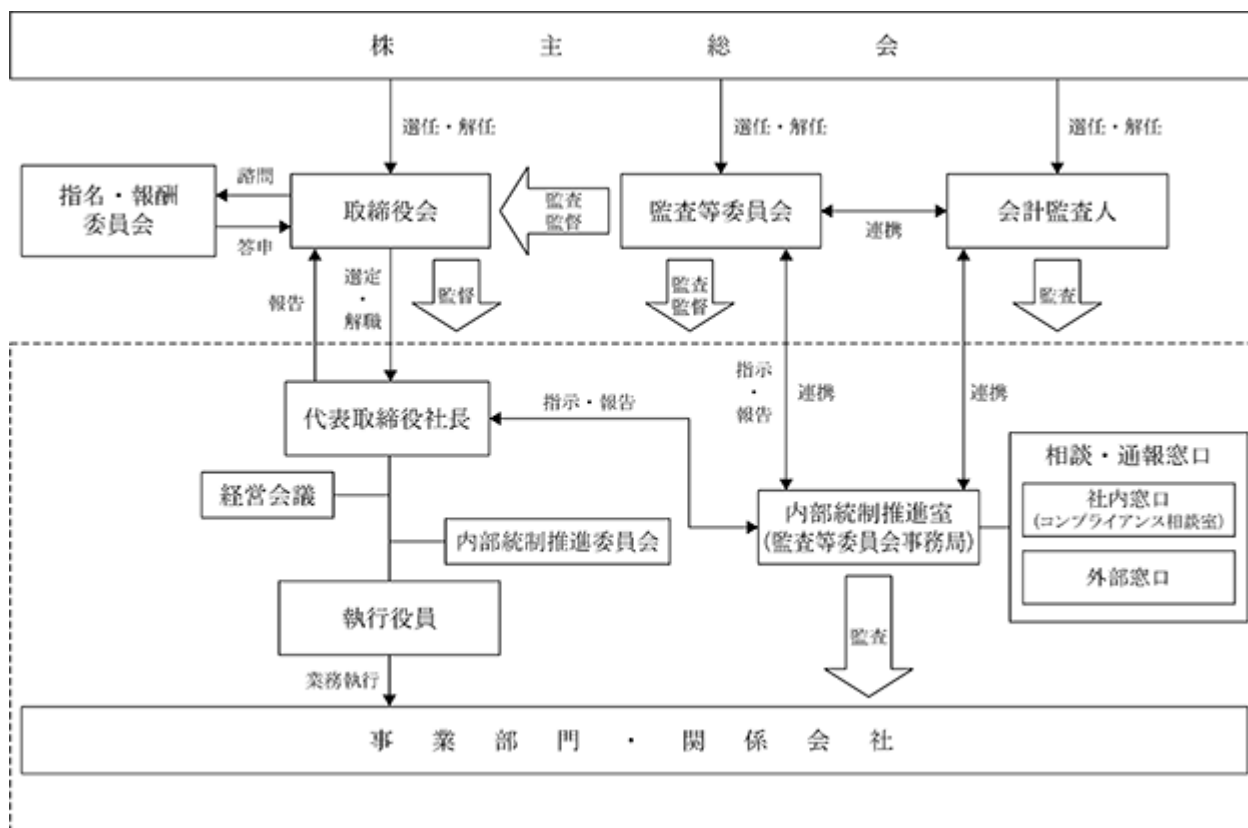 株主総会
選任・解任
選任・解任
選任・解任
指名・報酬
委員会
諮問
答申
取締役会
監査
監督
監査等委員会
連携
会計監査人
報告
選定・解職
監督
監査
監督
監査
代表取締役社長
指示・報告
指示・報告
連携
連携
経営会議
内部統制推進委員会
内部統制推進室
(監査等委員会事務局)
相談・通報窓口
社内窓口
(コンプライアンス相談室)
外部窓口
執行役員
業務執行
監査
事業部門・関係会社